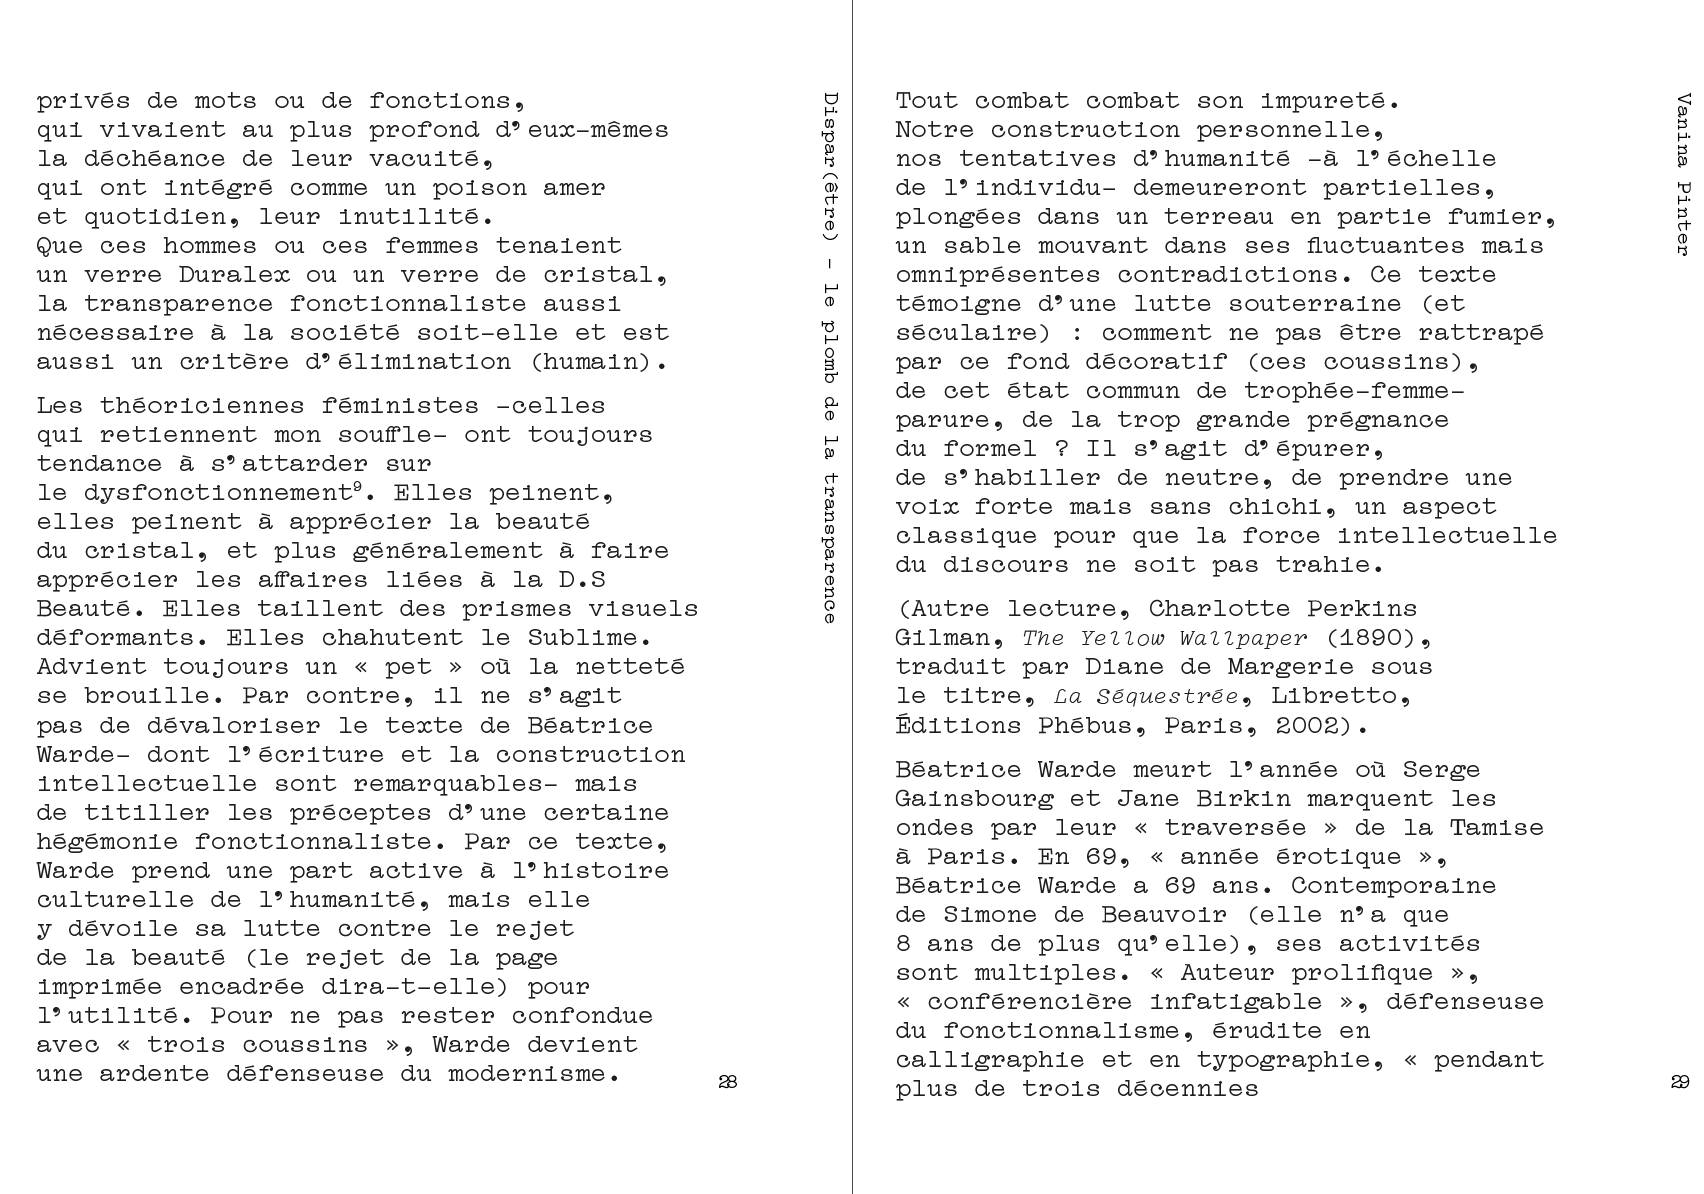 privés de mots ou de fonctions,
qui vivaient au plus profond d’eux-mêmes
la déchéance de leur vacuité,
qui ont intégré comme un poison amer
et quotidien, leur inutilité.
Que ces hommes ou ces femmes tenaient
un verre Duralex ou un verre de cristal,
la transparence fonctionnaliste aussi
nécessaire à la société soit-elle et est
aussi un critère d’élimination (humain).
Les théoriciennes féministes -celles
qui retiennent mon souffle- ont toujours
tendance à s’attarder sur
le dysfonctionnement⁹. Elles peinent,
elles peinent à apprécier la beauté
du cristal, et plus généralement à faire
apprécier les affaires liées à la D.S
Beauté. Elles taillent des prismes visuels
déformants. Elles chahutent le Sublime.
Advient toujours un « pet » où la netteté
se brouille. Par contre, il ne s’agit
pas de dévaloriser le texte de Béatrice
Warde- dont l’écriture et la construction
intellectuelle sont remarquables- mais
de titiller les préceptes d’une certaine
hégémonie fonctionnaliste. Par ce texte,
Warde prend une part active à l’histoire
culturelle de l’humanité, mais elle
y dévoile sa lutte contre le rejet
de la beauté (le rejet de la page
imprimée encadrée dira-t-elle) pour
l’utilité. Pour ne pas rester confondue
avec « trois coussins », Warde devient
une ardente défenseuse du modernisme.
28
Dispar(être) - le plomb de la transparence
Tout combat combat son impureté.
Notre construction personnelle,
nos tentatives d’humanité -à l’échelle
de l’individu- demeureront partielles,
plongées dans un terreau en partie fumier,
un sable mouvant dans ses fluctuantes mais
omniprésentes contradictions. Ce texte
témoigne d’une lutte souterraine (et
séculaire) : comment ne pas être rattrapé
par ce fond décoratif (ces coussins),
de cet état commun de trophée-femme-
parure, de la trop grande prégnance
du formel ? Il s’agit d’épurer,
de s’habiller de neutre, de prendre une
voix forte mais sans chichi, un aspect
classique pour que la force intellectuelle
du discours ne soit pas trahie.
(Autre lecture, Charlotte Perkins
Gilman, The Yellow Wallpaper (1890),
traduit par Diane de Margerie sous
le titre, La Séquestrée, Libretto,
Éditions Phébus, Paris, 2002).
Béatrice Warde meurt l’année où Serge
Gainsbourg et Jane Birkin marquent les
ondes par leur « traversée » de la Tamise
à Paris. En 69, « année érotique »,
Béatrice Warde a 69 ans. Contemporaine
de Simone de Beauvoir (elle n’a que
8 ans de plus qu’elle), ses activités
sont multiples. « Auteur prolifique »,
« conférencière infatigable », défenseuse
du fonctionnalisme, érudite en
calligraphie et en typographie, « pendant
plus de trois décennies
29
Vanina Pinter